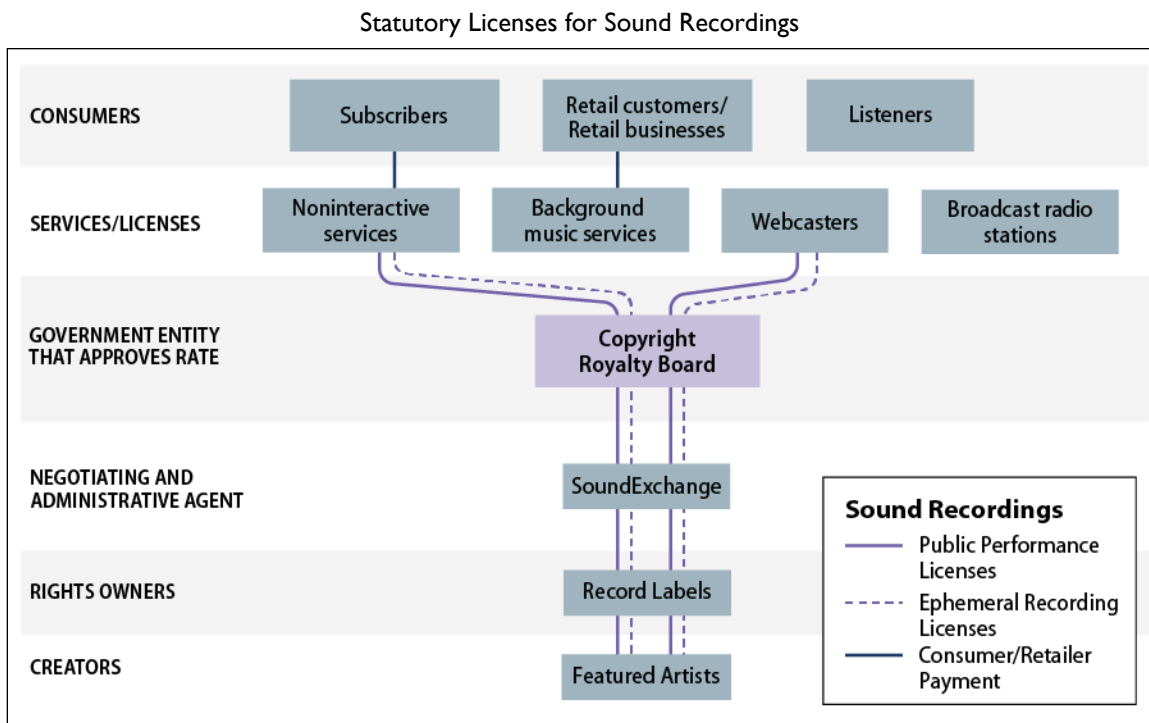 Statutory Licenses for Sound Recordings
CONSUMERS
Subscribers
Retail customers/
Retail businesses
Listeners
SERVICES/LICENSES
Noninteractive
services
Background
music services
Webcasters
Broadcast radio
stations
GOVERNMENT ENTITY
THAT APPROVES RATE
Copyright
Royalty Board
NEGOTIATING AND
ADMINISTRATIVE AGENT
SoundExchange
RIGHTS OWNERS
Record Labels
CREATORS
Featured Artists
Sound Recordings
Public Performance
Licenses
Ephemeral Recording
Licenses
Consumer/Retailer
Payment